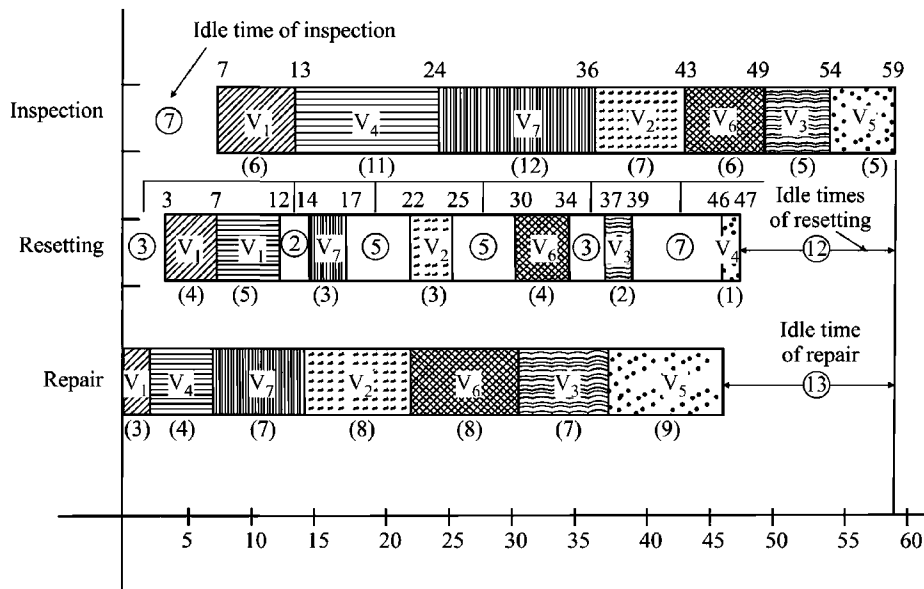 Idle time of inspection
7 13 24 36 43 49 54 59
Inspection 7 V1 V4 V7 V2 V6 V3 V5
(6) (11) (12) (7) (6) (5) (5)
3 7 12 14 17 22 25 30 34 37 39 46 47
Idle times
of resetting
Resetting 3 V1 V1 2 V7 5 V2 5 V6 3 V3 7 V4 12
(4) (5) (3) (3) (4) (2) (1)
Idle time
of repair
Repair V1 V4 V7 V2 V6 V3 V5 13
(3) (4) (7) (8) (8) (7) (9)
5 10 15 20 25 30 35 40 45 50 55 60